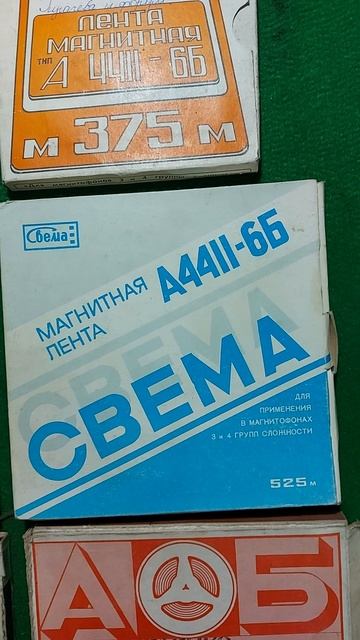 ЛЕНТА
МАГНИТНАЯ
ТИП А 4411-6Б
М 375 М
Свема
МАГНИТНАЯ А4411-6Б
ЛЕНТА
СВЕМА
СВЕМА
ДЛЯ
ПРИМЕНЕНИЯ
В МАГНИТОФОНАХ
3 и 4 ГРУПП СЛОЖНОСТИ
525 м
А Б